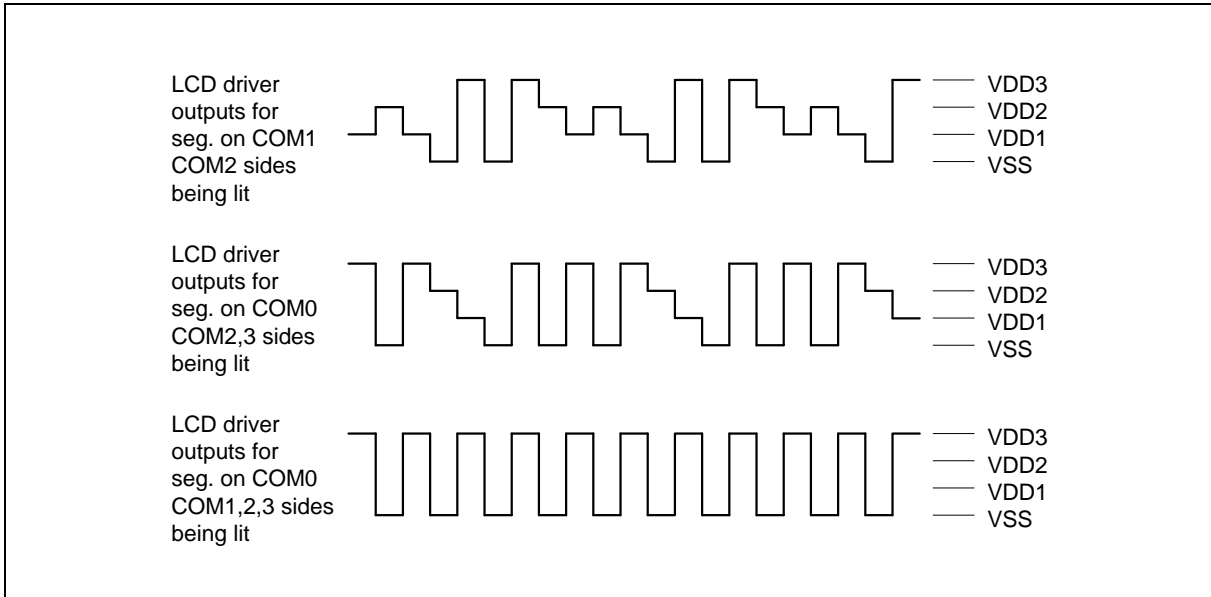 LCD driver
outputs for
seg. on COM1
COM2 sides
being lit
VDD3
VDD2
VDD1
VSS
LCD driver
outputs for
seg. on COM0
COM2,3 sides
being lit
VDD3
VDD2
VDD1
VSS
LCD driver
outputs for
seg. on COM0
COM1,2,3 sides
being lit
VDD3
VDD2
VDD1
VSS